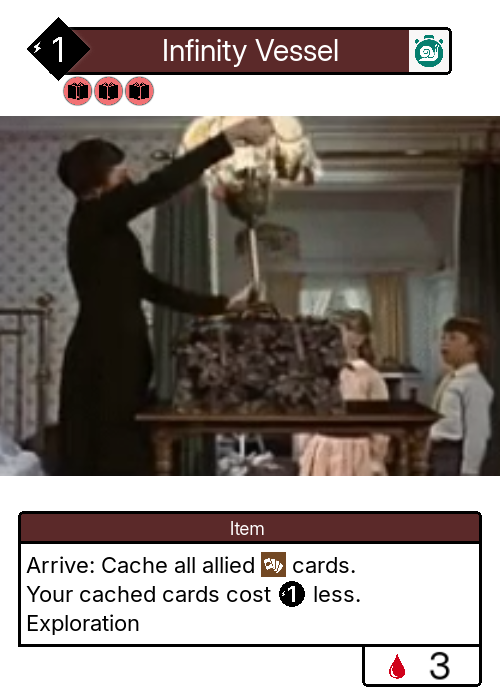 1
Infinity Vessel
Item
Arrive: Cache all allied cards.
Your cached cards cost 1 less.
Exploration
3